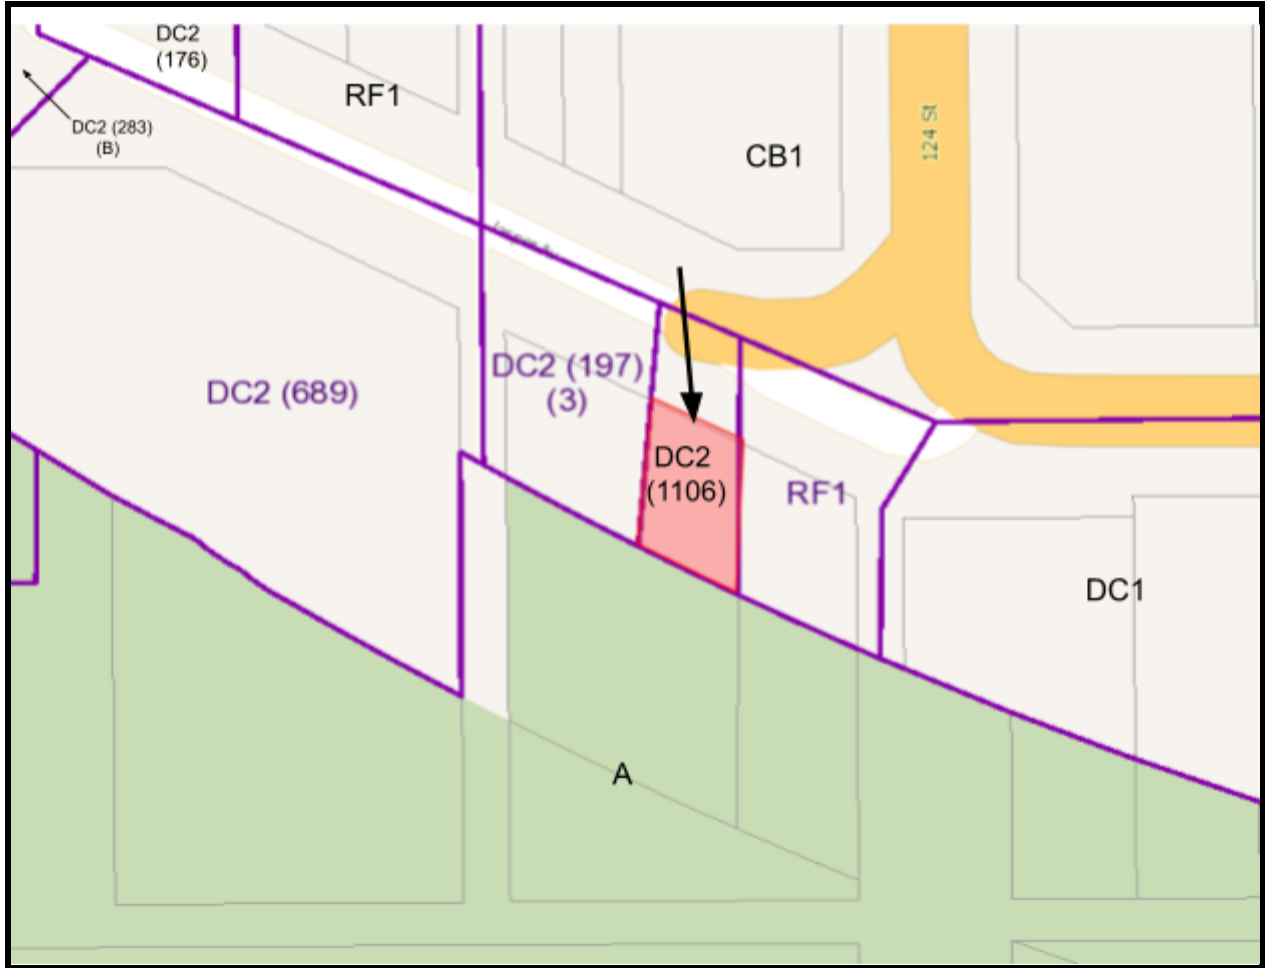 DC2
(176)
RF1
DC2 (283)
(B)
CB1
124 St
DC2 (197)
(3)
DC2 (689)
DC2
(1106)
RF1
DC1
A